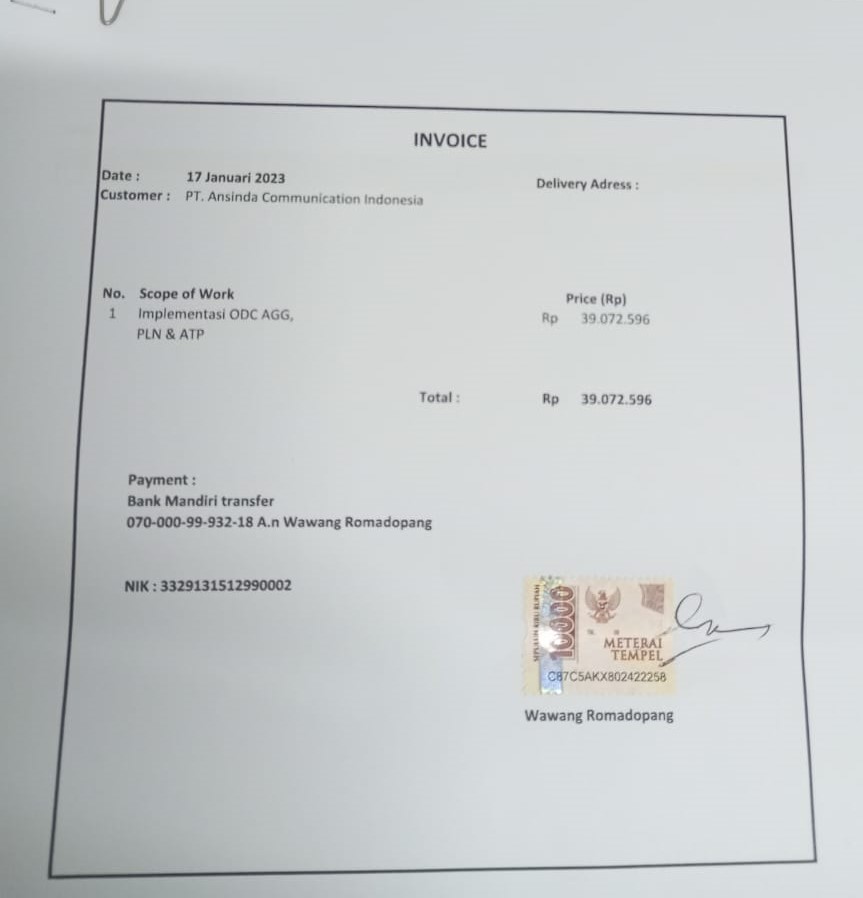 INVOICE
Date : 17 Januari 2023
Delivery Adress :
Customer : PT. Ansinda Communication Indonesia
No. Scope of Work Price (Rp)
1 Implementasi ODC AGG, Rp 39.072.596
PLN & ATP
Total : Rp 39.072.596
Payment :
Bank Mandiri transfer
070-000-99-932-18 A.n Wawang Romadopang
NIK : 3329131512990002
SEPULUH RIBU RUPIAH
10000
METERAI
TEMPEL
C87C5AKX802422258
Wawang Romadopang